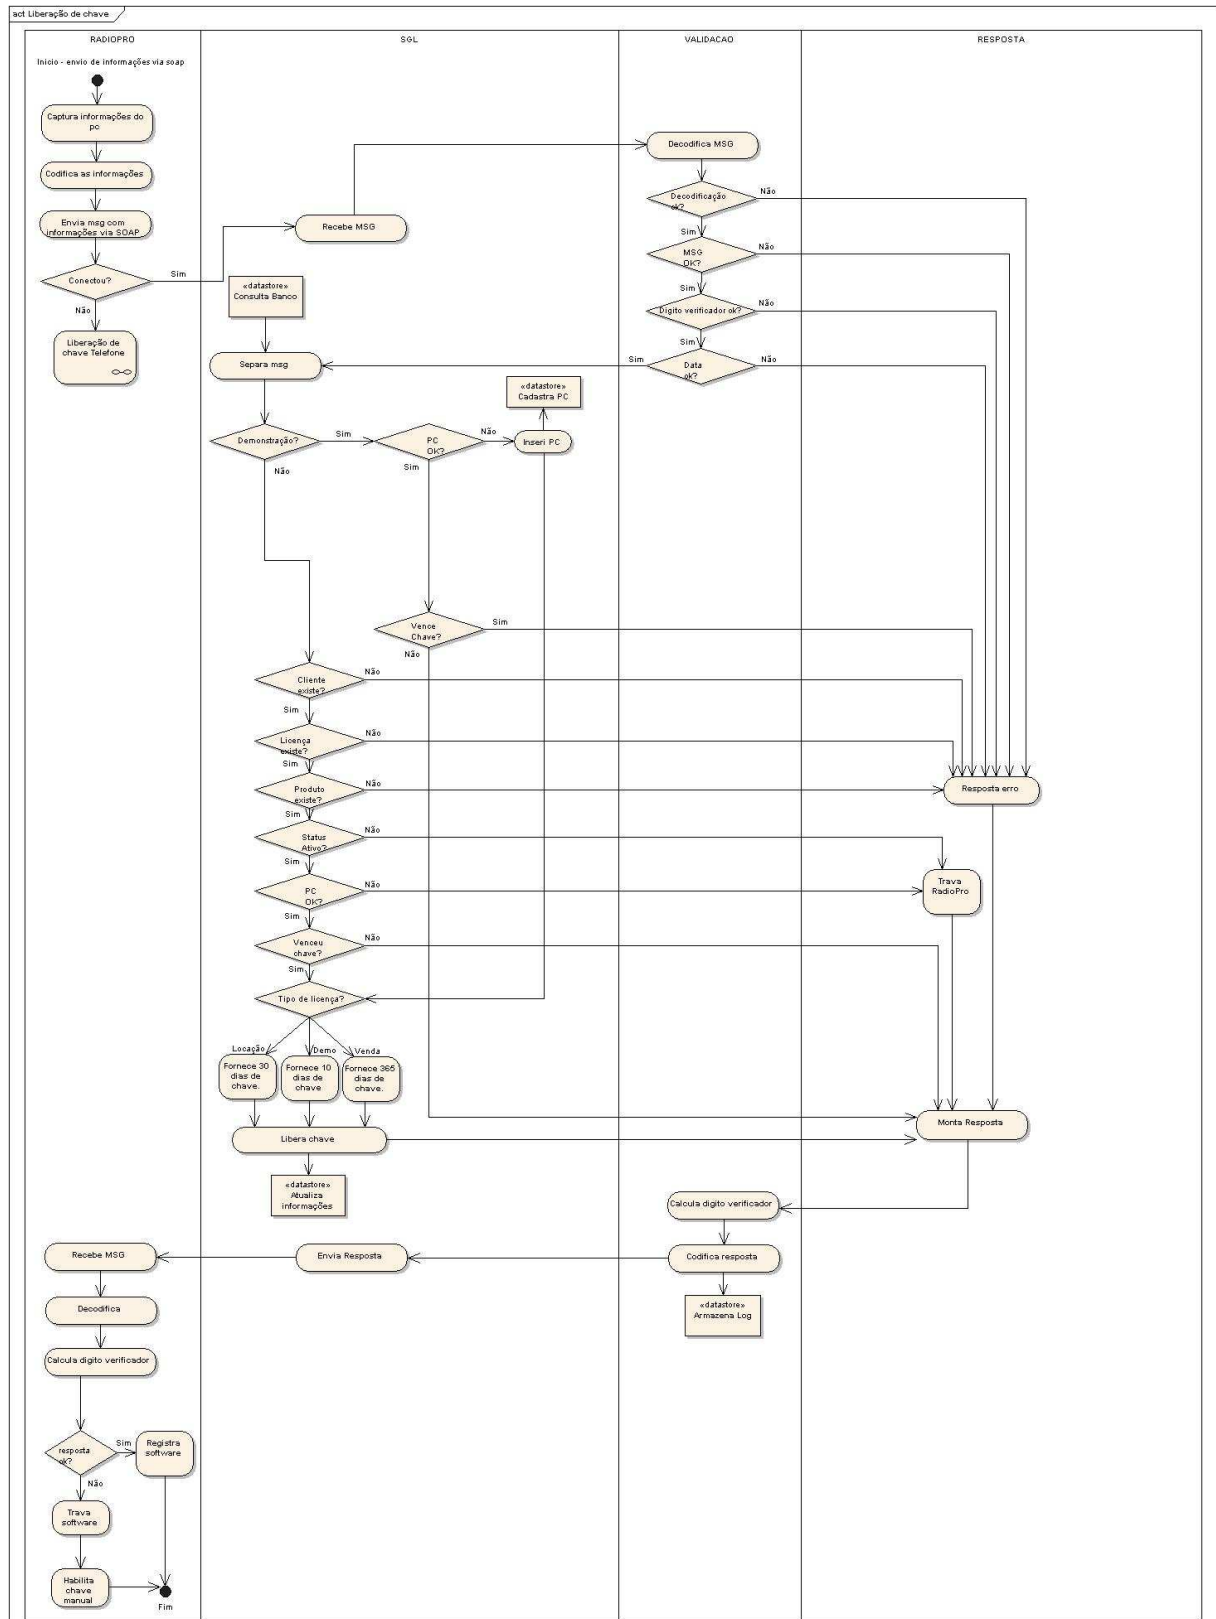 act Liberação de chave
RADIOPRO
SGL
VALIDACAO
RESPOSTA
Inicio - envio de informações via soap
Captura informações do
pc
Codifica as informações
Envia msg com
informações via SOAP
Conectou?
Sim
Não
Liberação de
chave Telefone
Recebe MSG
«datastore»
Consulta Banco
Separa msg
Decodifica MSG
Decodificação
ok?
Não
Sim
MSG
OK?
Não
Sim
Digito verificador ok?
Não
Sim
Data
ok?
Não
Sim
Demonstração?
Sim
Não
PC
OK?
Não
Sim
«datastore»
Cadastra PC
Inseri PC
Vence
Chave?
Sim
Não
Cliente
existe?
Não
Sim
Licença
existe?
Não
Sim
Produto
existe?
Não
Sim
Resposta erro
Status
Ativo?
Não
Sim
Trava
RadioPro
PC
OK?
Não
Sim
Venceu
chave?
Não
Sim
Tipo de licença?
Locação
Demo
Venda
Fornece 30
dias de
chave.
Fornece 10
dias de
chave
Fornece 365
dias de
chave.
Libera chave
Monta Resposta
«datastore»
Atualiza
informações
Calcula digito verificador
Codifica resposta
«datastore»
Armazena Log
Envia Resposta
Recebe MSG
Decodifica
Calcula digito verificador
resposta
ok?
Sim
Não
Registra
software
Trava
software
Habilita
chave
manual
Fim